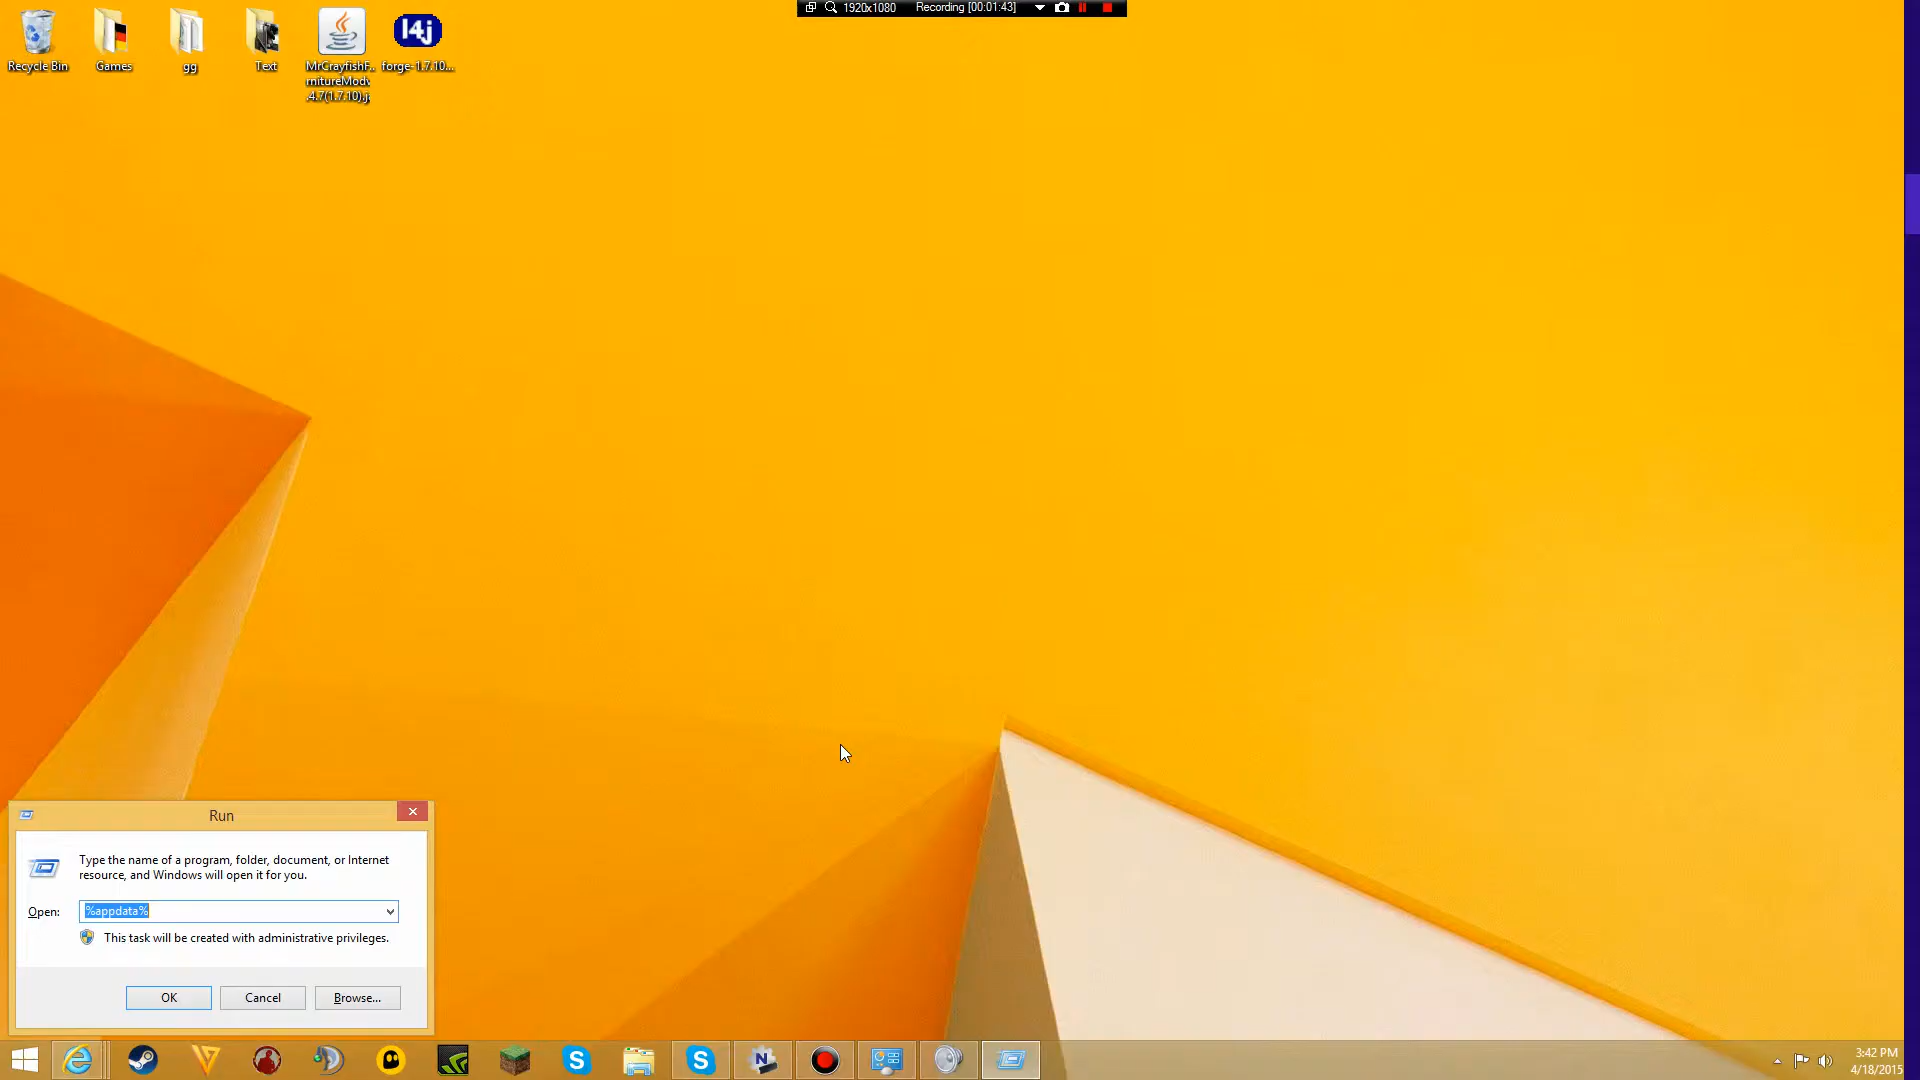 1920x1080 Recording [00:01:43]
Recycle Bin
Games
gg
Text
MrCrayfishF...
rnitureModv
.4.7(1.7.10).j
l4j
forge-1.7.10...
Run
Type the name of a program, folder, document, or Internet
resource, and Windows will open it for you.
Open: %appdata%
This task will be created with administrative privileges.
OK Cancel Browse...
3:42 PM
4/18/2015